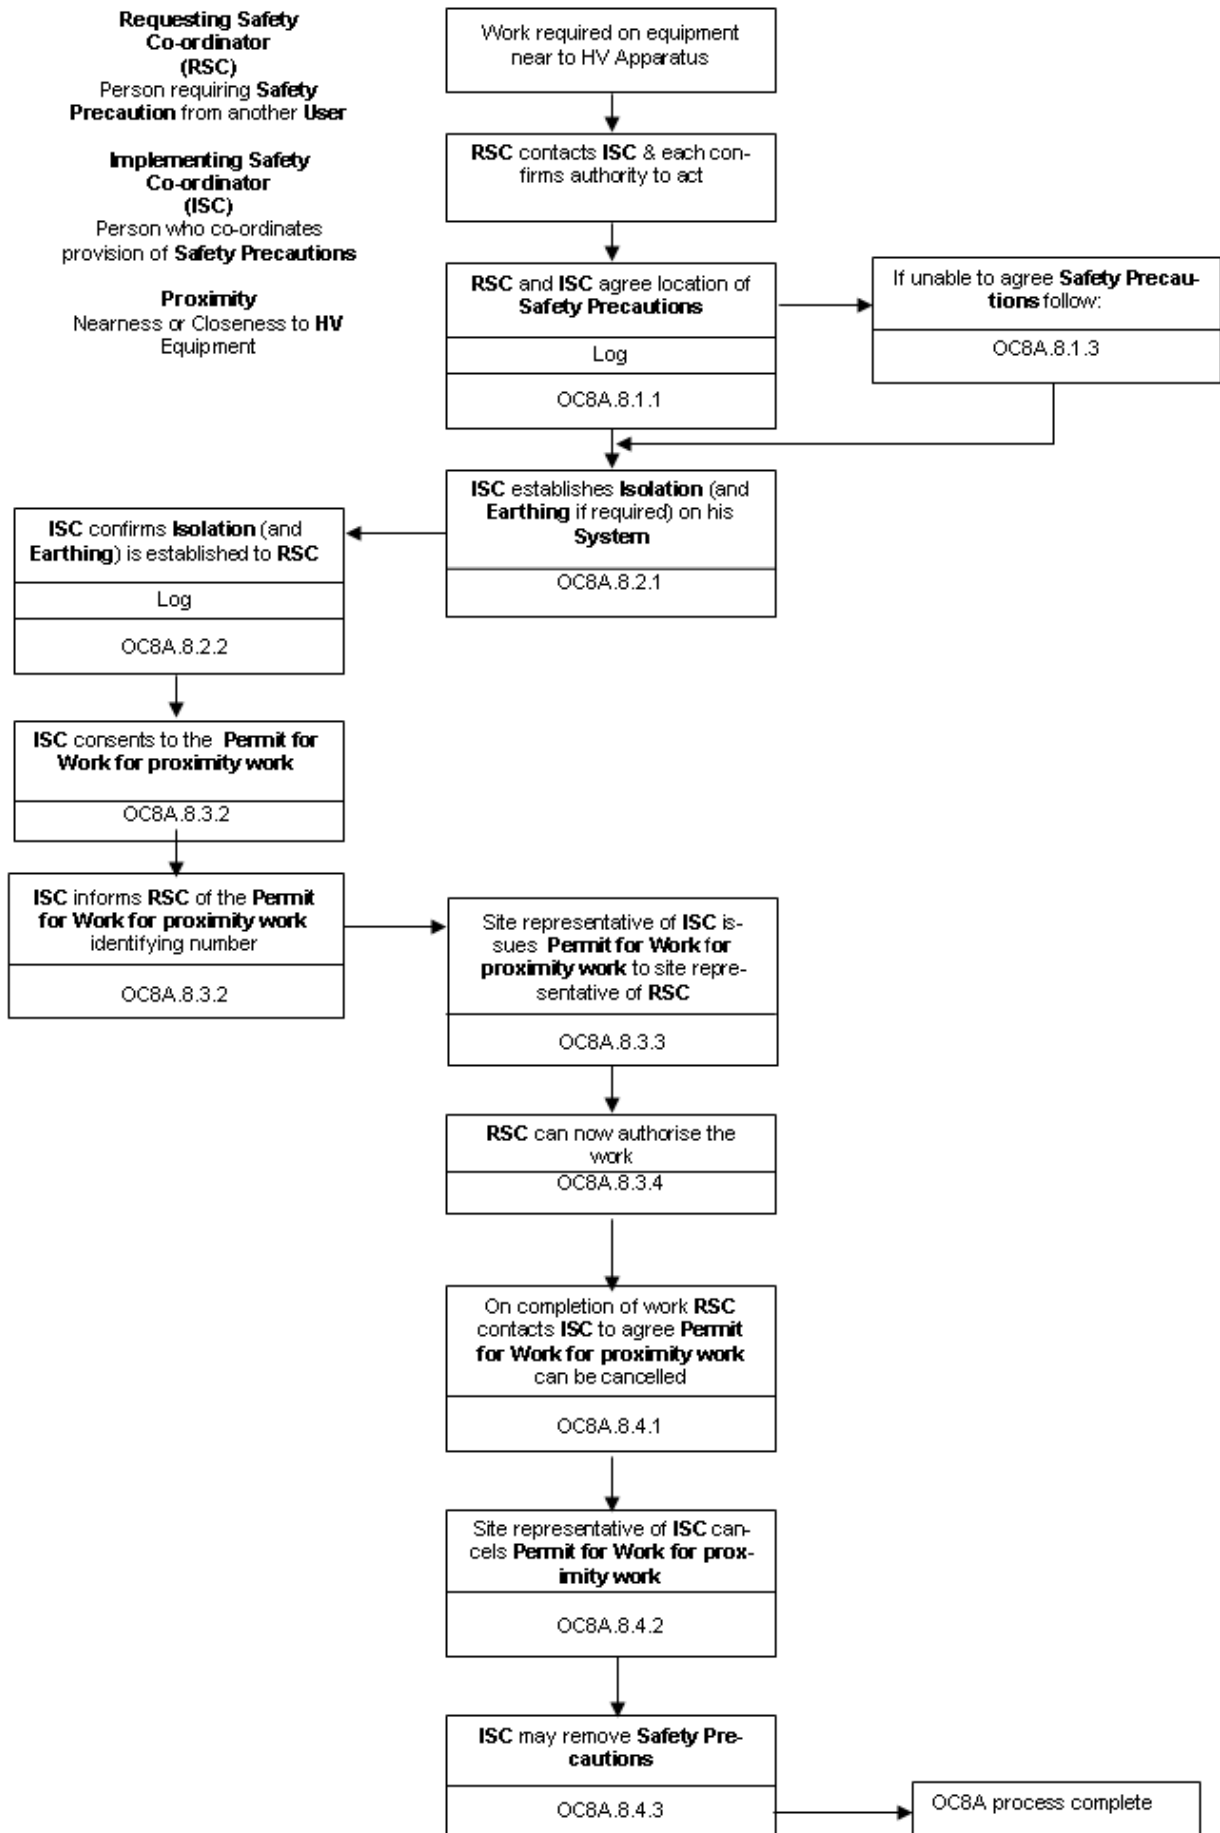 Requesting Safety
Co-ordinator
(RSC)
Person requiring Safety
Precaution from another User
Implementing Safety
Co-ordinator
(ISC)
Person who co-ordinates
provision of Safety Precautions
Proximity
Nearness or Closeness to HV
Equipment
Work required on equipment
near to HV Apparatus
RSC contacts ISC & each con-
firms authority to act
RSC and ISC agree location of
Safety Precautions
Log
OC8A.8.1.1
If unable to agree Safety Precau-
tions follow:
OC8A.8.1.3
ISC establishes Isolation (and
Earthing if required) on his
System
OC8A.8.2.1
ISC confirms Isolation (and
Earthing) is established to RSC
Log
OC8A.8.2.2
ISC consents to the Permit for
Work for proximity work
OC8A.8.3.2
ISC informs RSC of the Permit
for Work for proximity work
identifying number
OC8A.8.3.2
Site representative of ISC is-
sues Permit for Work for
proximity work to site repre-
sentative of RSC
OC8A.8.3.3
RSC can now authorise the
work
OC8A.8.3.4
On completion of work RSC
contacts ISC to agree Permit
for Work for proximity work
can be cancelled
OC8A.8.4.1
Site representative of ISC can-
cels Permit for Work for prox-
imity work
OC8A.8.4.2
ISC may remove Safety Pre-
cautions
OC8A.8.4.3
OC8A process complete